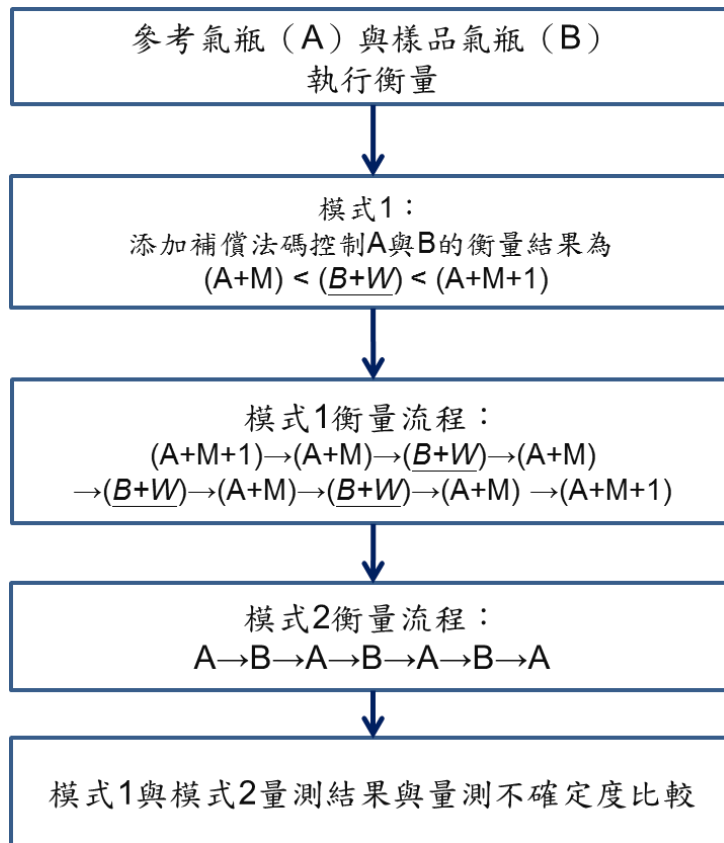 參考氣瓶（A）與樣品氣瓶（B）
執行衡量
模式1：
添加補償法碼控制A與B的衡量結果為
(A+M) < (B+W) < (A+M+1)
模式1衡量流程：
(A+M+1)→(A+M)→(B+W)→(A+M)
→(B+W)→(A+M)→(B+W)→(A+M) →(A+M+1)
模式2衡量流程：
A→B→A→B→A→B→A
模式1與模式2量測結果與量測不確定度比較